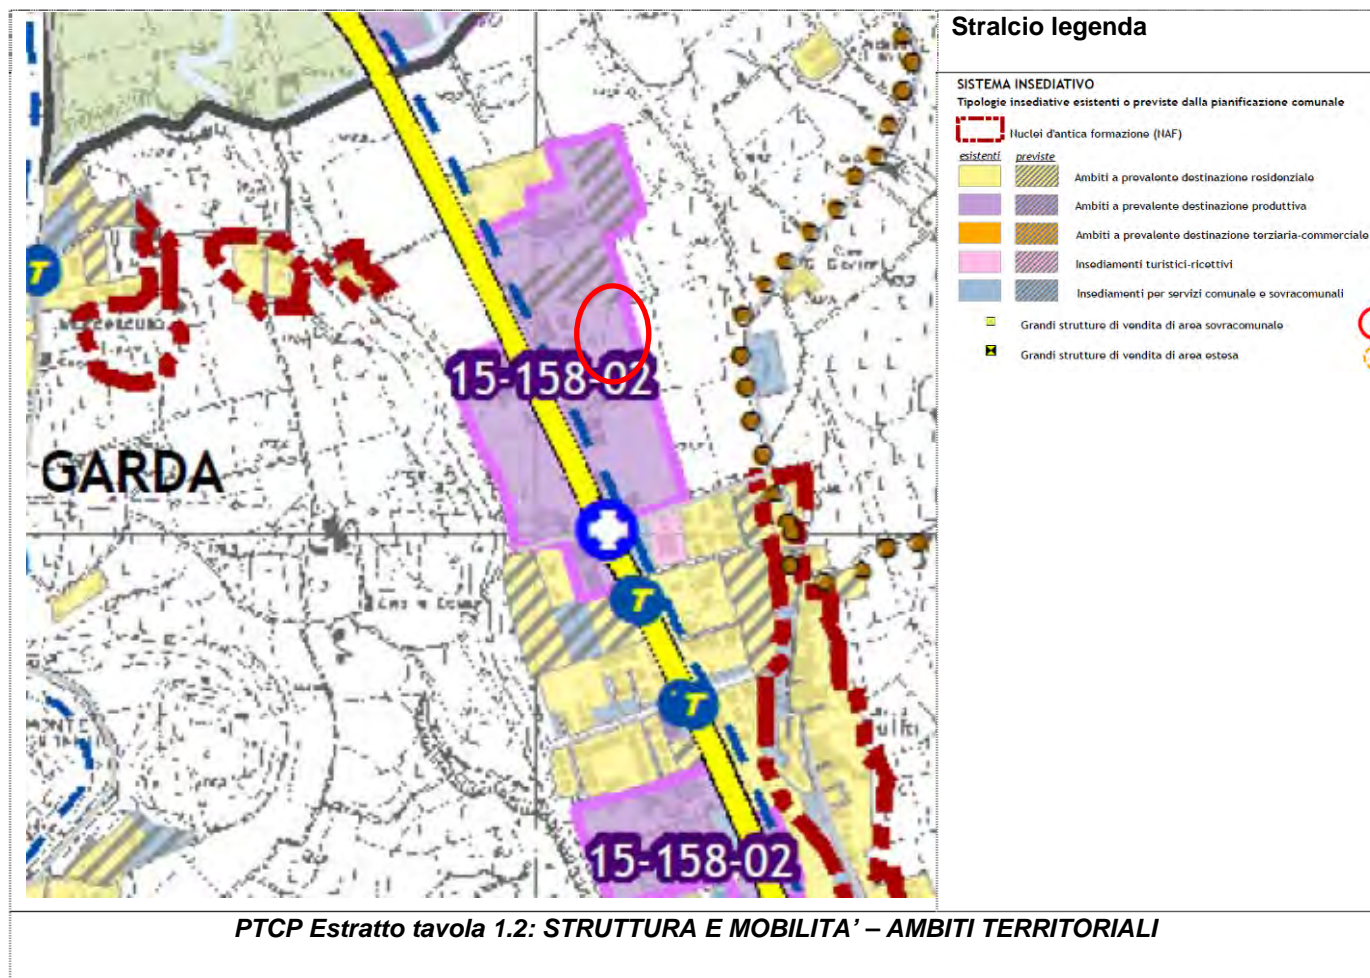 Stralcio legenda
SISTEMA INSEDIATIVO
Tipologie insediative esistenti o previste dalla pianificazione comunale
Nuclei d'antica formazione (NAF)
esistenti previste
Ambiti a prevalente destinazione residenziale
Ambiti a prevalente destinazione produttiva
Ambiti a prevalente destinazione terziaria-commerciale
Insediamenti turistici-ricettivi
Insediamenti per servizi comunale e sovracomunali
Grandi strutture di vendita di area sovracomunale
Grandi strutture di vendita di area estesa
T
15-158-02
GARDA
T
T
15-158-02
PTCP Estratto tavola 1.2: STRUTTURA E MOBILITA' – AMBITI TERRITORIALI